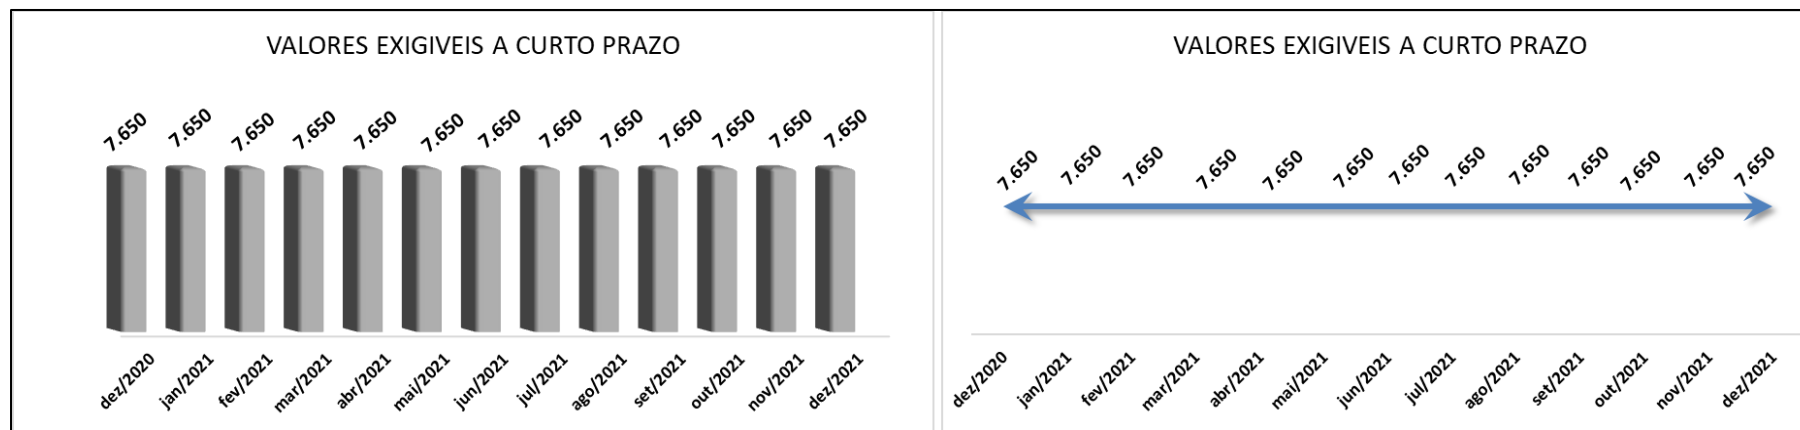 VALORES EXIGIVEIS A CURTO PRAZO
7.650 7.650 7.650 7.650 7.650 7.650 7.650 7.650 7.650 7.650 7.650 7.650 7.650
dez/2020 jan/2021 fev/2021 mar/2021 abr/2021 mai/2021 jun/2021 jul/2021 ago/2021 set/2021 out/2021 nov/2021 dez/2021
VALORES EXIGIVEIS A CURTO PRAZO
7.650 7.650 7.650 7.650 7.650 7.650 7.650 7.650 7.650 7.650 7.650 7.650 7.650
dez/2020 jan/2021 fev/2021 mar/2021 abr/2021 mai/2021 jun/2021 jul/2021 ago/2021 set/2021 out/2021 nov/2021 dez/2021